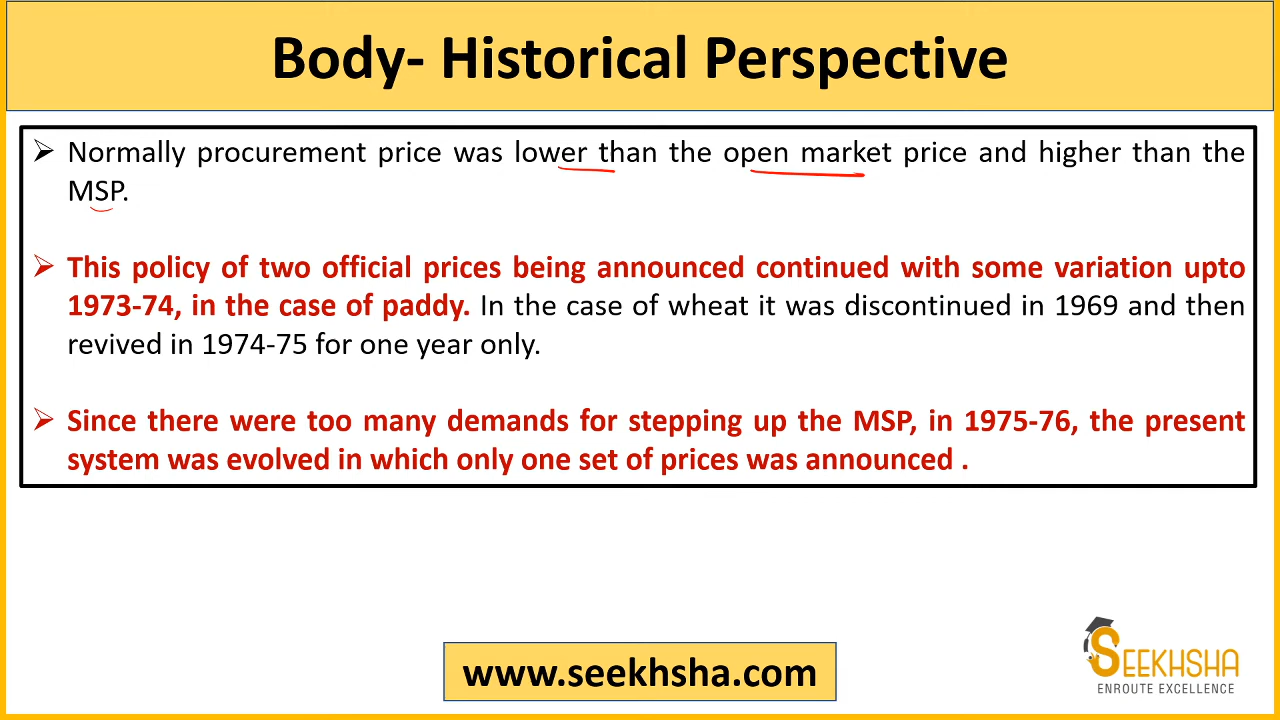 Body- Historical Perspective
Normally procurement price was lower than the open market price and higher than the
MSP.
This policy of two official prices being announced continued with some variation upto
1973-74, in the case of paddy. In the case of wheat it was discontinued in 1969 and then
revived in 1974-75 for one year only.
Since there were too many demands for stepping up the MSP, in 1975-76, the present
system was evolved in which only one set of prices was announced .
www.seekhsha.com
SEEKHSHA
ENROUTE EXCELLENCE